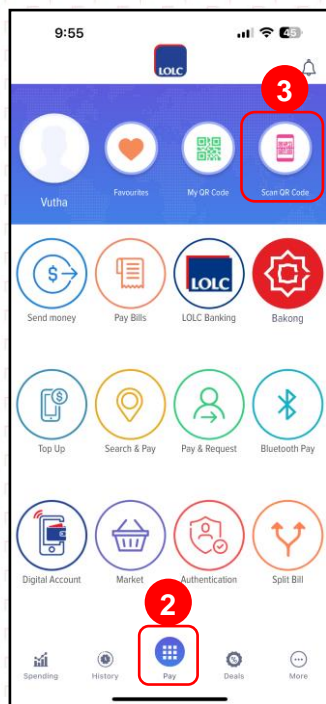 9:55
45
LOLC
3
Vutha
Favourites
My QR Code
Scan QR Code
$
LOLC
Send money
Pay Bills
LOLC Banking
Bakong
$
Top Up
Search & Pay
Pay & Request
Bluetooth Pay
Digital Account
Market
Authentication
Split Bill
2
Spending
History
Pay
Deals
More